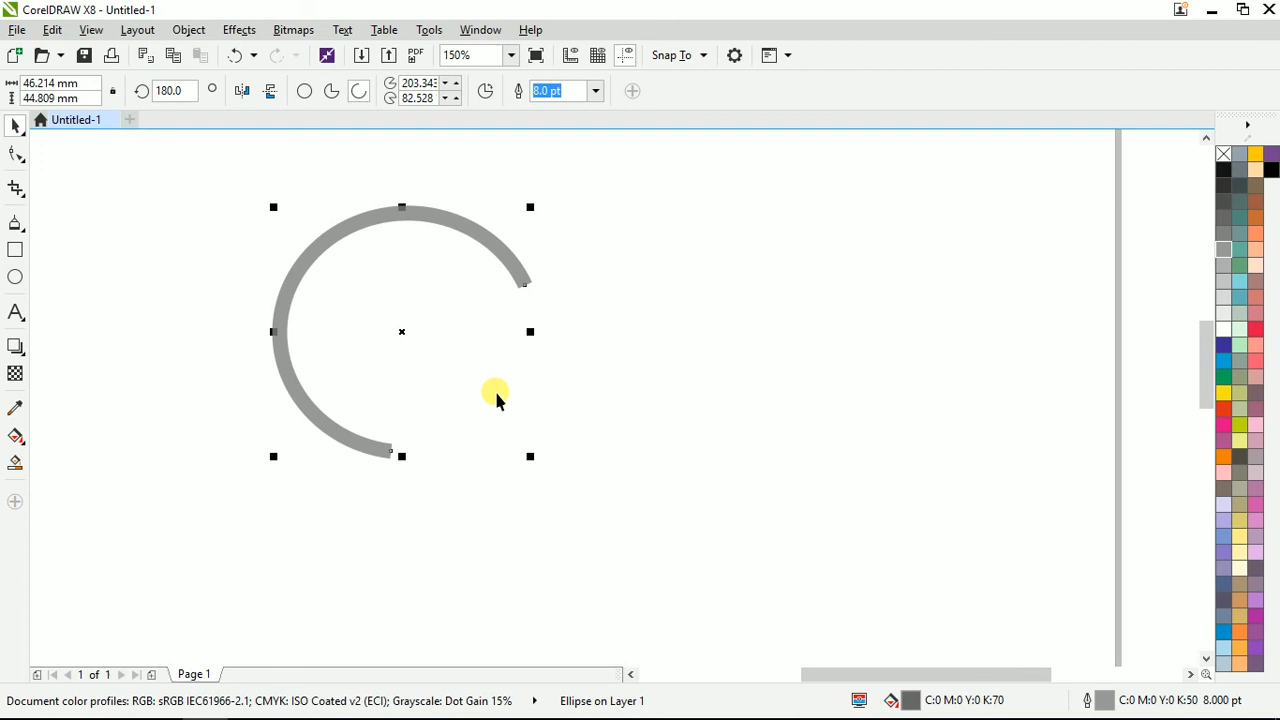 CorelDRAW X8 - Untitled-1
File Edit View Layout Object Effects Bitmaps Text Table Tools Window Help
PDF 150% Snap To
46.214 mm
44.809 mm
180.0 °
203.343
82.528
8.0 pt
Untitled-1
1 of 1 Page 1
Document color profiles: RGB: sRGB IEC61966-2.1; CMYK: ISO Coated v2 (ECI); Grayscale: Dot Gain 15% Ellipse on Layer 1 C:0 M:0 Y:0 K:70 C:0 M:0 Y:0 K:50 8.000 pt